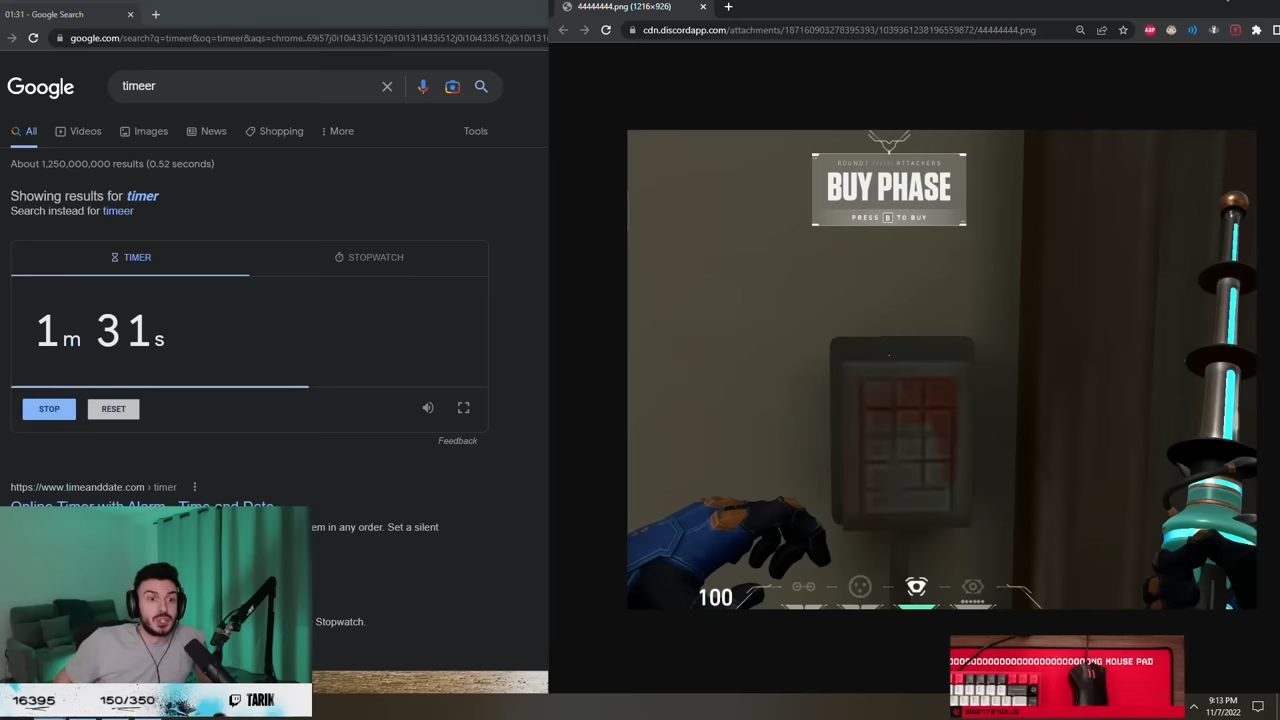 01:31 - Google Search
44444444.png (1216×926)
google.com/search?q=timeer&oq=timeer&aqs=chrome..69i57j0i10i433i512j0i10i131i433i512j0i10i433i512j0i10i131
cdn.discordapp.com/attachments/187160903278395393/1039361238196559872/44444444.png
Google
timeer
All
Videos
Images
News
Shopping
More
Tools
About 1,250,000,000 results (0.52 seconds)
Showing results for timer
Search instead for timeer
TIMER
STOPWATCH
1m 31s
STOP
RESET
Feedback
https://www.timeanddate.com › timer
Online Timer with Alarm - Time and Date
em in any order. Set a silent
e Stopwatch.
16395
150/350
TARIK
ATTACKERS
BUY PHASE
PRESS B TO BUY
100
ONG MOUSE PAD
9:13 PM
11/7/2022